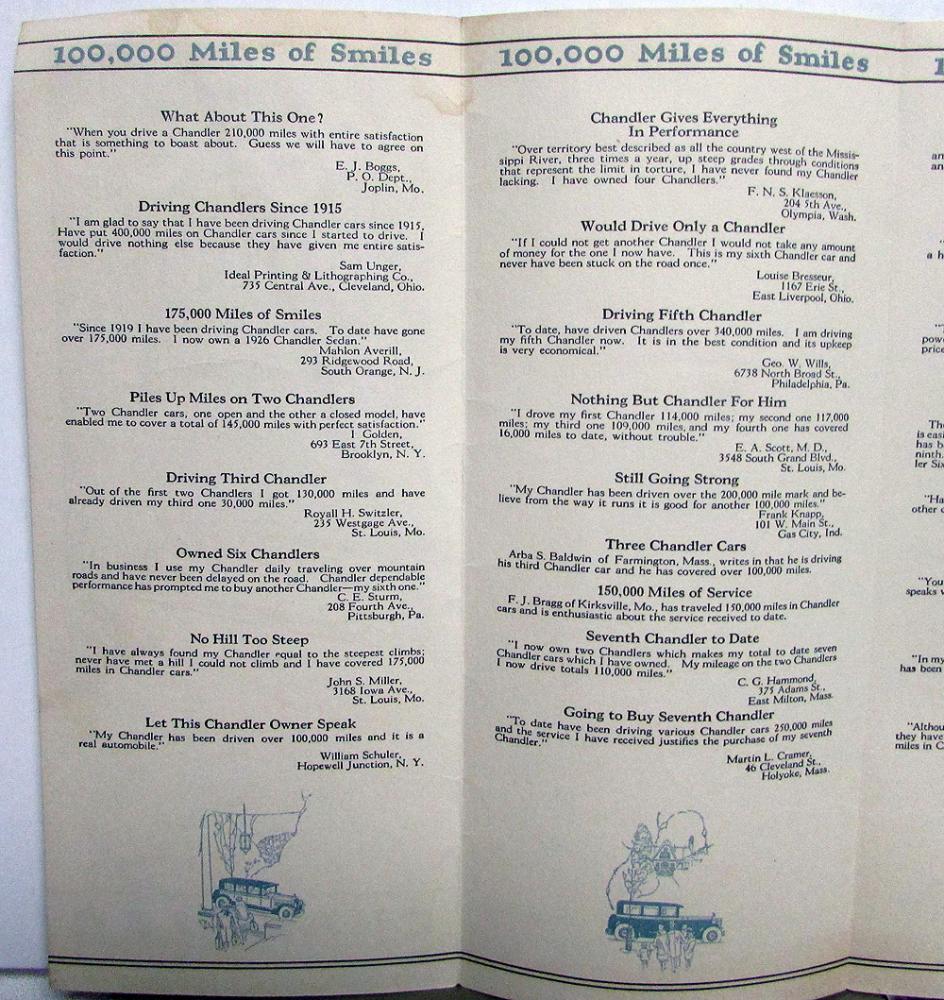 100,000 Miles of Smiles
What About This One?
"When you drive a Chandler 210,000 miles with entire satisfaction
that is something to boast about. Guess we will have to agree on
this point."
E. J. Boggs,
P. O. Dept.,
Joplin, Mo.
Driving Chandlers Since 1915
"I am glad to say that I have been driving Chandler cars since 1915,
Have put 400,000 miles on Chandler cars since I started to drive. I
would drive nothing else because they have given me entire satis-
faction."
Sam Unger,
Ideal Printing & Lithographing Co.,
735 Central Ave., Cleveland, Ohio.
175,000 Miles of Smiles
"Since 1919 I have been driving Chandler cars. To date have gone
over 175,000 miles. I now own a 1926 Chandler Sedan."
Mahlon Averill,
293 Ridgewood Road,
South Orange, N. J.
Piles Up Miles on Two Chandlers
"Two Chandler cars, one open and the other a closed model, have
enabled me to cover a total of 145,000 miles with perfect satisfaction."
I Golden,
693 East 7th Street,
Brooklyn, N. Y.
Driving Third Chandler
"Out of the first two Chandlers I got 130,000 miles and have
already driven my third one 30,000 miles."
Royall H. Switzler,
235 Westgage Ave.,
St. Louis, Mo.
Owned Six Chandlers
"In business I use my Chandler daily traveling over mountain
roads and have never been delayed on the road. Chandler dependable
performance has prompted me to buy another Chandler—my sixth one."
C. E. Sturm,
208 Fourth Ave.,
Pittsburgh, Pa.
No Hill Too Steep
"I have always found my Chandler equal to the steepest climbs;
never have met a hill I could not climb and I have covered 175,000
miles in Chandler cars."
John S. Miller,
3168 Iowa Ave.,
St. Louis, Mo.
Let This Chandler Owner Speak
"My Chandler has been driven over 100,000 miles and it is a
real automobile."
William Schuler,
Hopewell Junction, N. Y.
100,000 Miles of Smiles
Chandler Gives Everything
In Performance
"Over territory best described as all the country west of the Missis-
sippi River, three times a year, up steep grades through conditions
that represent the limit in torture, I have never found my Chandler
lacking. I have owned four Chandlers."
F. N. S. Klaesson,
204 5th Ave.,
Olympia, Wash.
Would Drive Only a Chandler
"If I could not get another Chandler I would not take any amount
of money for the one I now have. This is my sixth Chandler car and
never have been stuck on the road once."
Louise Bresseur,
1167 Erie St.,
East Liverpool, Ohio.
Driving Fifth Chandler
"To date, have driven Chandlers over 340,000 miles. I am driving
my fifth Chandler now. It is in the best condition and its upkeep
is very economical."
Geo. W. Wills,
6738 North Broad St.,
Philadelphia, Pa.
Nothing But Chandler For Him
"I drove my first Chandler 114,000 miles; my second one 117,000
miles; my third one 109,000 miles, and my fourth one has covered
16,000 miles to date, without trouble."
E. A. Scott, M. D.,
3548 South Grand Blvd.,
St. Louis, Mo.
Still Going Strong
"My Chandler has been driven over the 200,000 mile mark and be-
lieve from the way it runs it is good for another 100,000 miles."
Frank Knapp,
101 W. Main St.,
Gas City, Ind.
Three Chandler Cars
Arba S. Baldwin of Farmington, Mass., writes in that he is driving
his third Chandler car and he has covered over 100,000 miles.
150,000 Miles of Service
F. J. Bragg of Kirksville, Mo., has traveled 150,000 miles in Chandler
cars and is enthusiastic about the service received to date.
Seventh Chandler to Date
"I now own two Chandlers which makes my total to date seven
Chandler cars which I have owned. My mileage on the two Chandlers
I now drive totals 110,000 miles."
C. G. Hammond,
375 Adams St.,
East Milton, Mass.
Going to Buy Seventh Chandler
"To date have been driving various Chandler cars 250,000 miles
and the service I have received justifies the purchase of my seventh
Chandler."
Martin L. Cramer,
46 Cleveland St.,
Holyoke, Mass.
1
an
an
a h
pow
price
The
is easi
has b
ninth.
ler Six
"Ha
other c
"You
speaks v
"In my
has been
"Althou
they have
miles in C